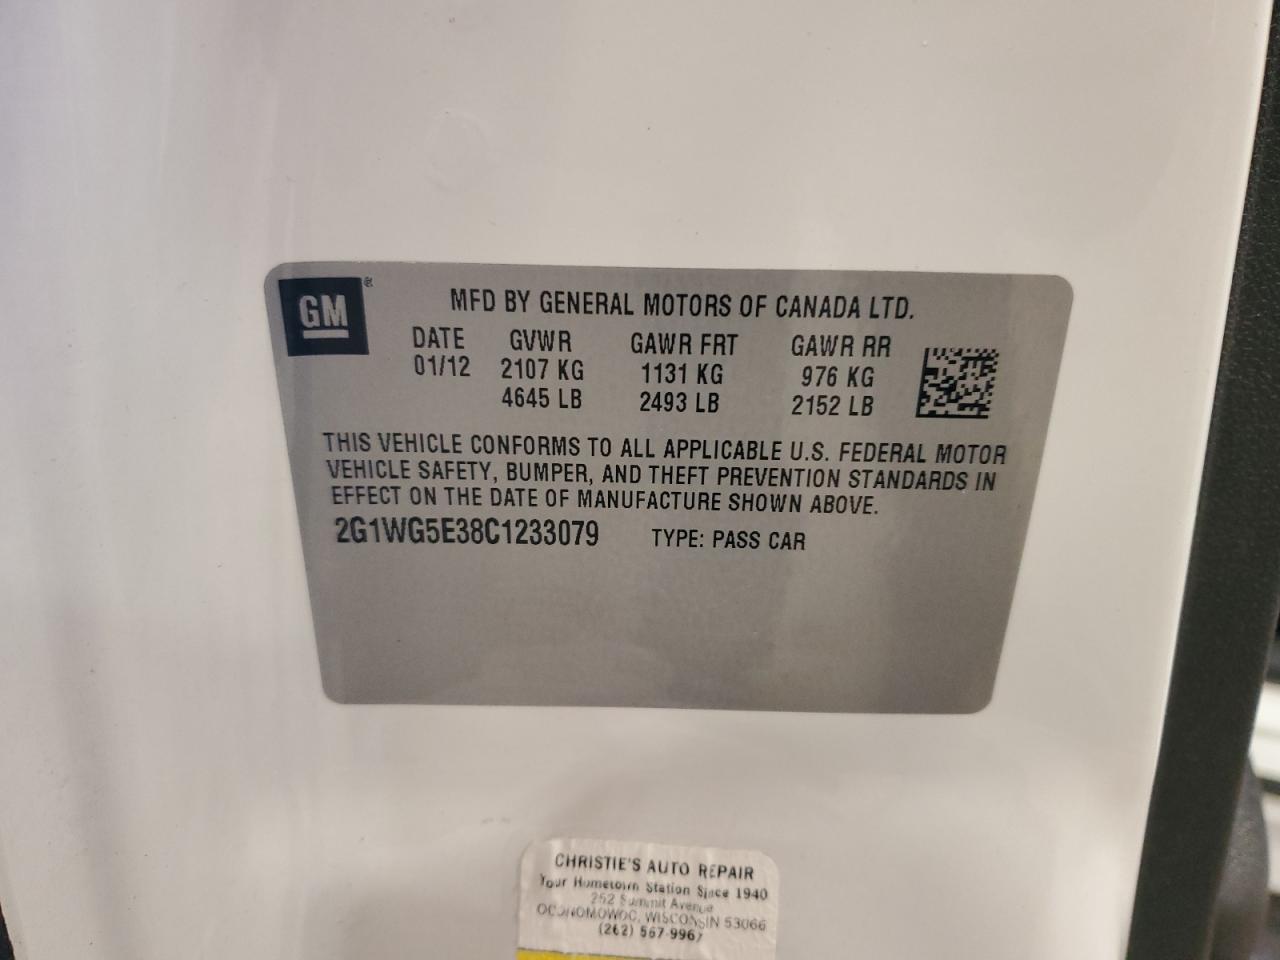 GM®
MFD BY GENERAL MOTORS OF CANADA LTD.
DATE GVWR GAWR FRT GAWR RR
01/12 2107 KG 1131 KG 976 KG
4645 LB 2493 LB 2152 LB
THIS VEHICLE CONFORMS TO ALL APPLICABLE U.S. FEDERAL MOTOR
VEHICLE SAFETY, BUMPER, AND THEFT PREVENTION STANDARDS IN
EFFECT ON THE DATE OF MANUFACTURE SHOWN ABOVE.
2G1WG5E38C1233079 TYPE: PASS CAR
CHRISTIE'S AUTO REPAIR
Your Hometown Station Since 1940
252 Summit Avenue
OCONOMOWOC, WISCONSIN 53066
(262) 567-9967